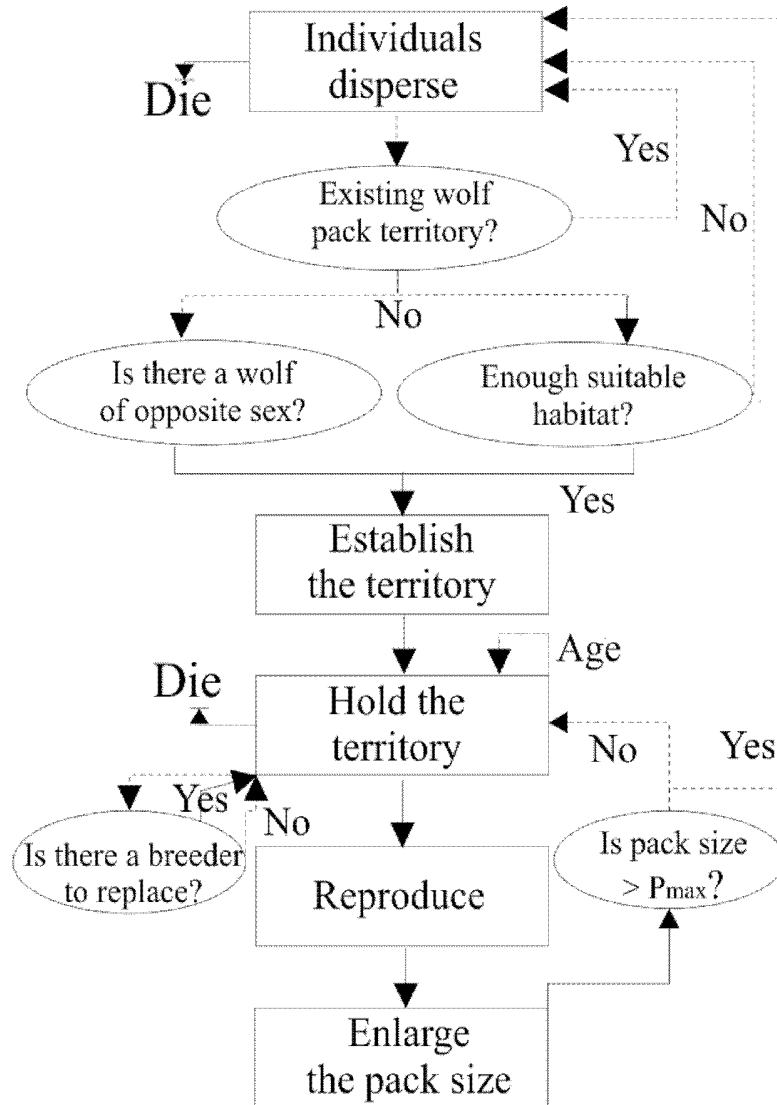 Individuals
disperse
Die
Yes
Existing wolf
pack territory?
No
No
Is there a wolf
of opposite sex?
Enough suitable
habitat?
Yes
Establish
the territory
Age
Die
Hold the
territory
No
Yes
Yes
No
Is there a breeder
to replace?
Is pack size
> Pmax?
Reproduce
Enlarge
the pack size